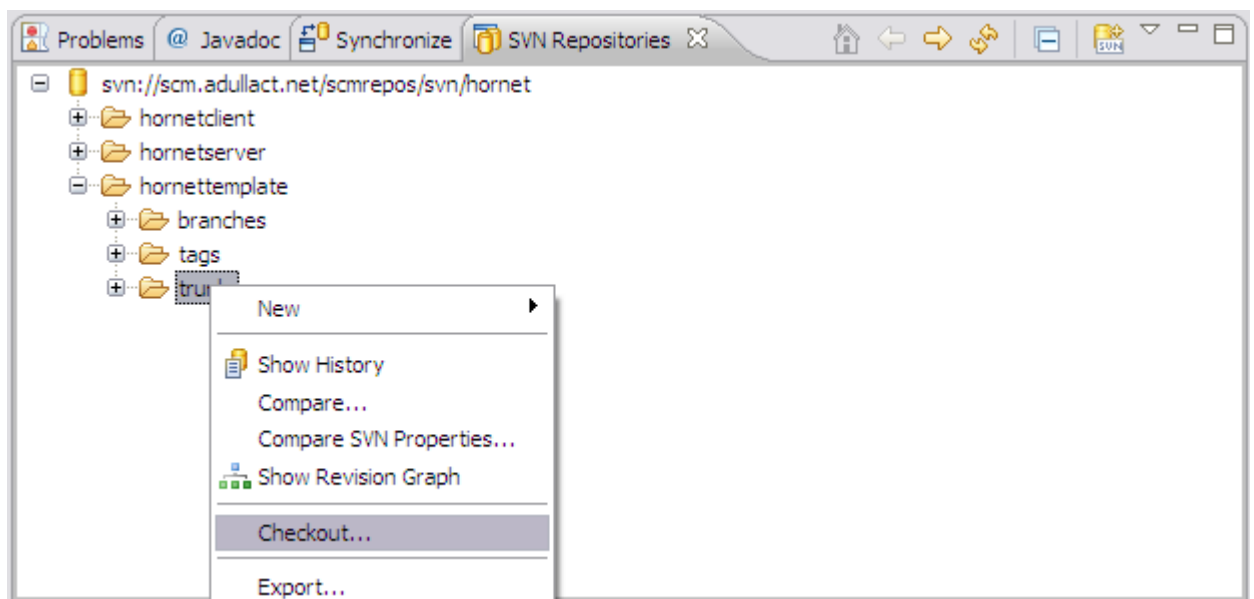 Problems @ Javadoc Synchronize SVN Repositories
SVN
svn://scm.adullact.net/scmrepos/svn/hornet
hornetclient
hornetserver
hornettemplate
branches
tags
New
Show History
Compare...
Compare SVN Properties...
Show Revision Graph
Checkout...
Export...